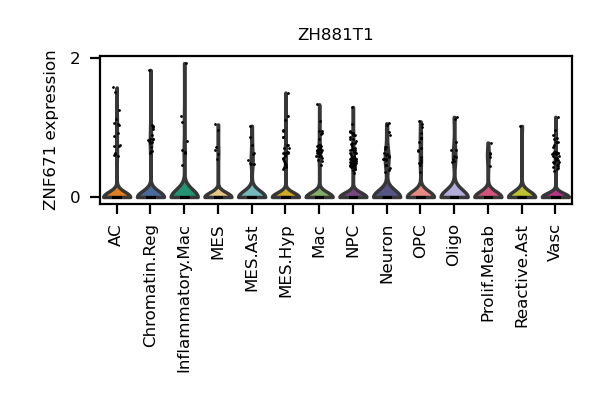 ZH881T1
ZNF671 expression
2
0
AC
Chromatin.Reg
Inflammatory.Mac
MES
MES.Ast
MES.Hyp
Mac
NPC
Neuron
OPC
Oligo
Prolif.Metab
Reactive.Ast
Vasc